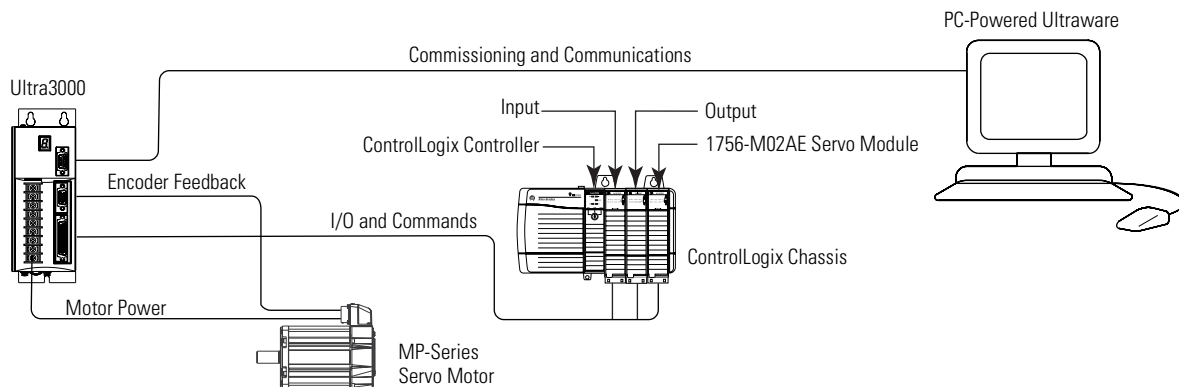 PC-Powered Ultraware
Commissioning and Communications
Ultra3000
Input
Output
ControlLogix Controller
1756-M02AE Servo Module
Encoder Feedback
I/O and Commands
ControlLogix Chassis
Motor Power
MP-Series
Servo Motor